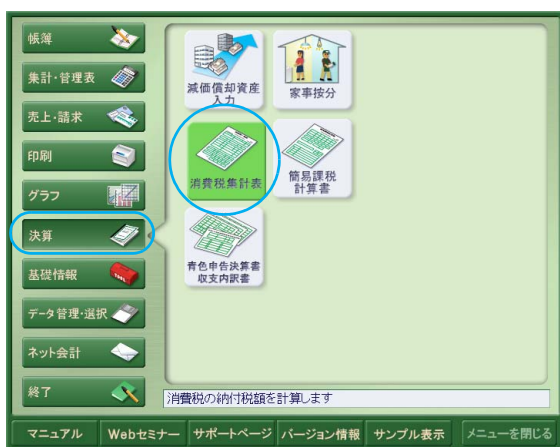 帳簿
集計・管理表
売上・請求
印刷
グラフ
決算
基礎情報
データ管理・選択
ネット会計
終了
減価償却資産
入力
家事按分
消費税集計表
簡易課税
計算書
青色申告決算書
収支内訳書
消費税の納付税額を計算します
マニュアル Webセミナー サポートページ バージョン情報 サンプル表示 メニューを閉じる